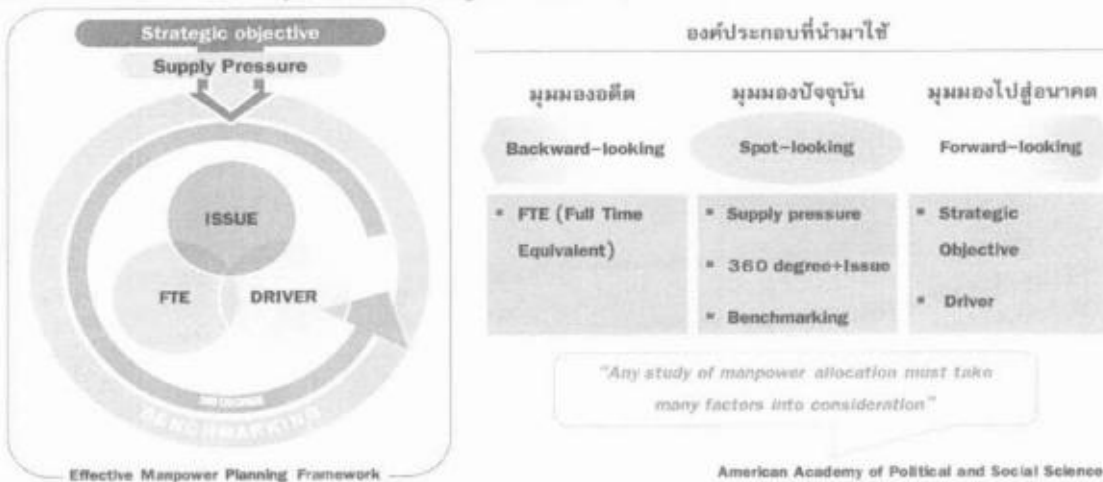 Strategic objective
Supply Pressure
ISSUE
FTE
DRIVER
BENCHMARKING
Effective Manpower Planning Framework
องค์ประกอบที่นำมาใช้
มุมมองอดีต
มุมมองปัจจุบัน
มุมมองไปสู่อนาคต
Backward-looking
Spot-looking
Forward-looking
▪ FTE (Full Time
Equivalent)
▪ Supply pressure
▪ 360 degree+Issue
▪ Benchmarking
▪ Strategic
Objective
▪ Driver
"Any study of manpower allocation must take
many factors into consideration"
American Academy of Political and Social Science